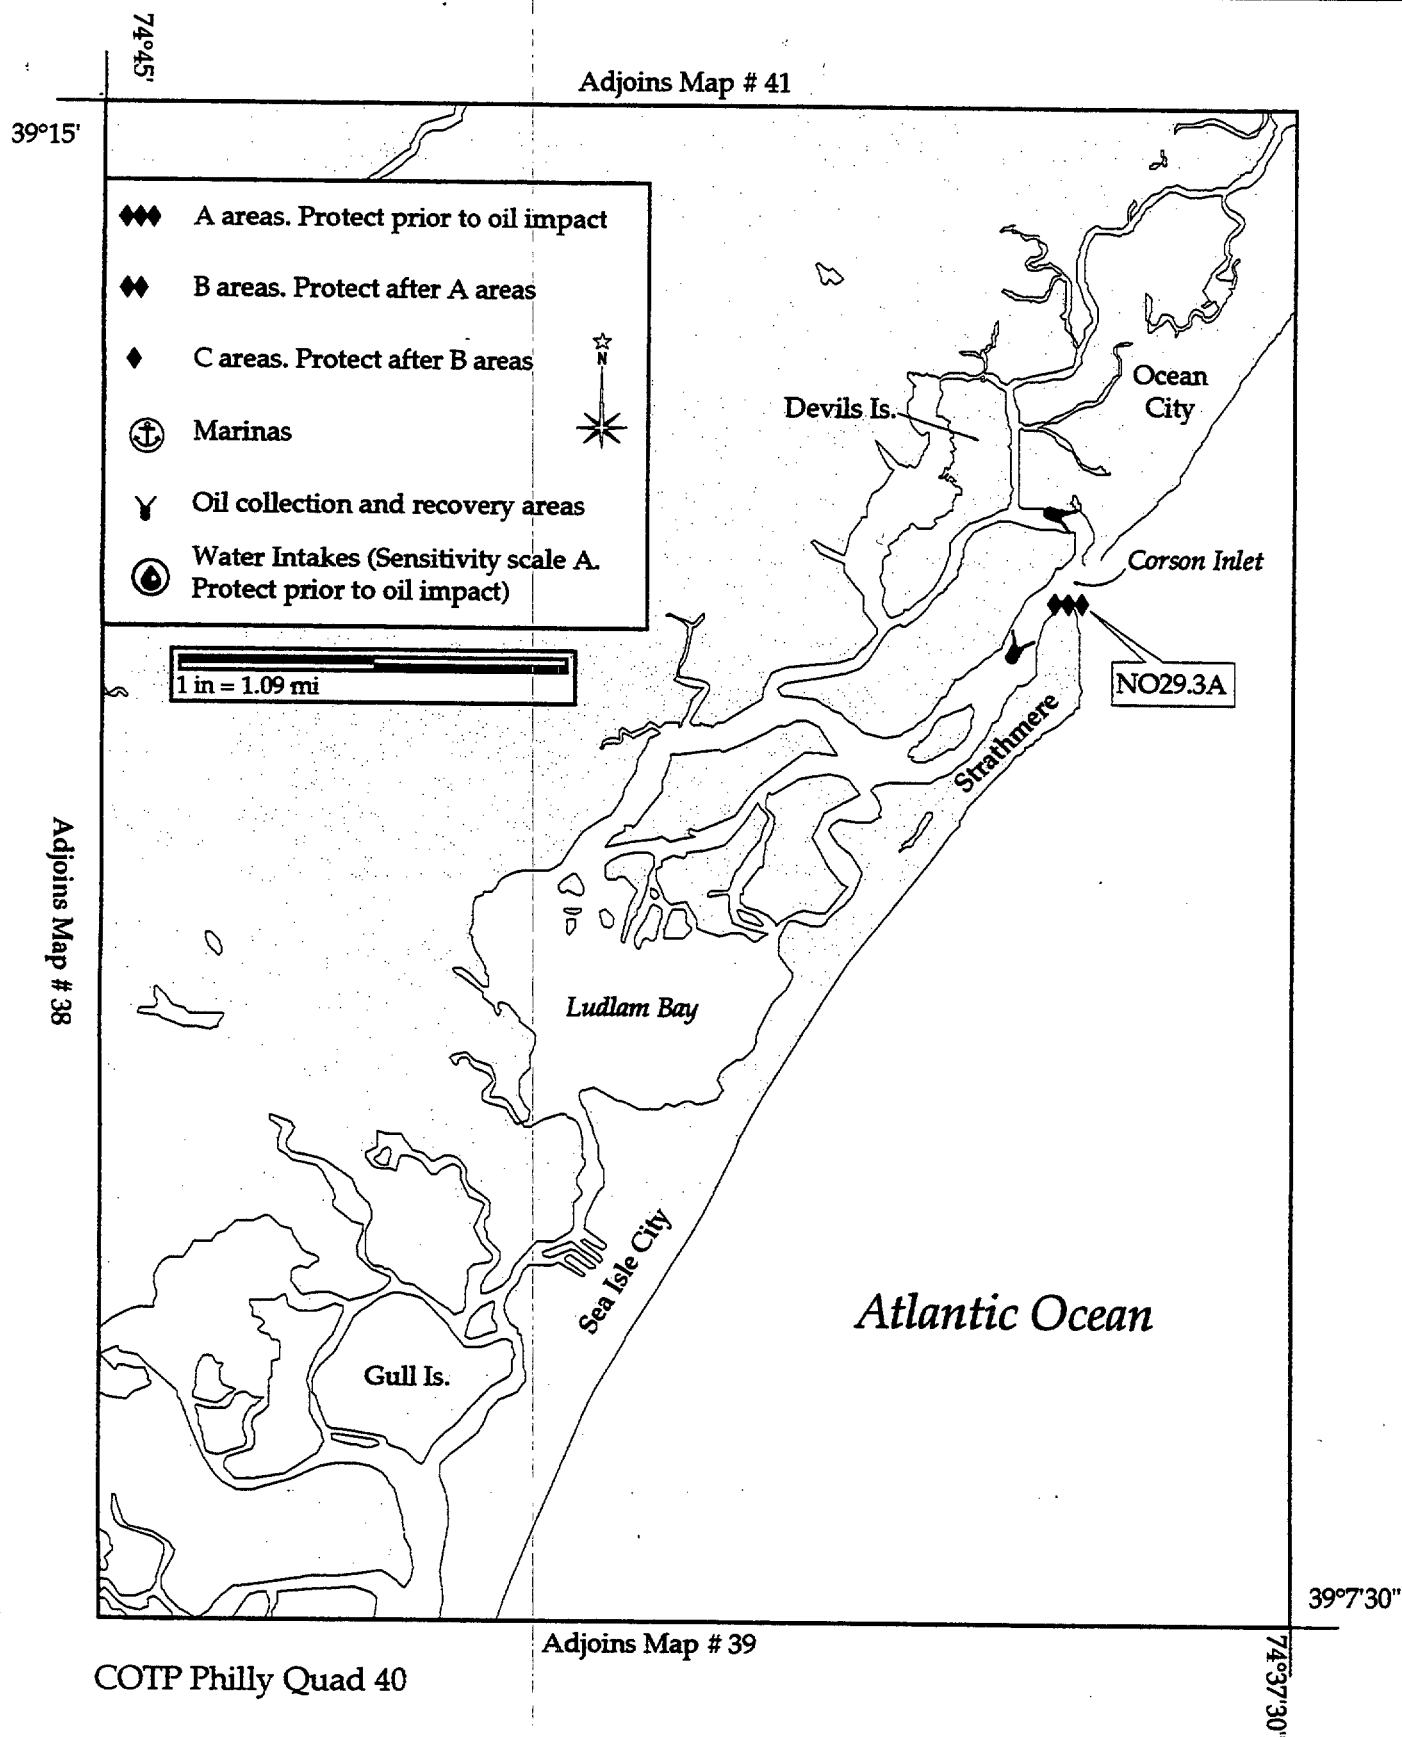 74°45'
Adjoins Map # 41
39°15'
A areas. Protect prior to oil impact
B areas. Protect after A areas
C areas. Protect after B areas
N
Marinas
Oil collection and recovery areas
Water Intakes (Sensitivity scale A.
Protect prior to oil impact)
1 in = 1.09 mi
Ocean
City
Devils Is.
Corson Inlet
NO29.3A
Strathmere
Adjoins Map # 38
Ludlam Bay
Sea Isle City
Atlantic Ocean
Gull Is.
39°7'30"
Adjoins Map # 39
74°37'30"
COTP Philly Quad 40